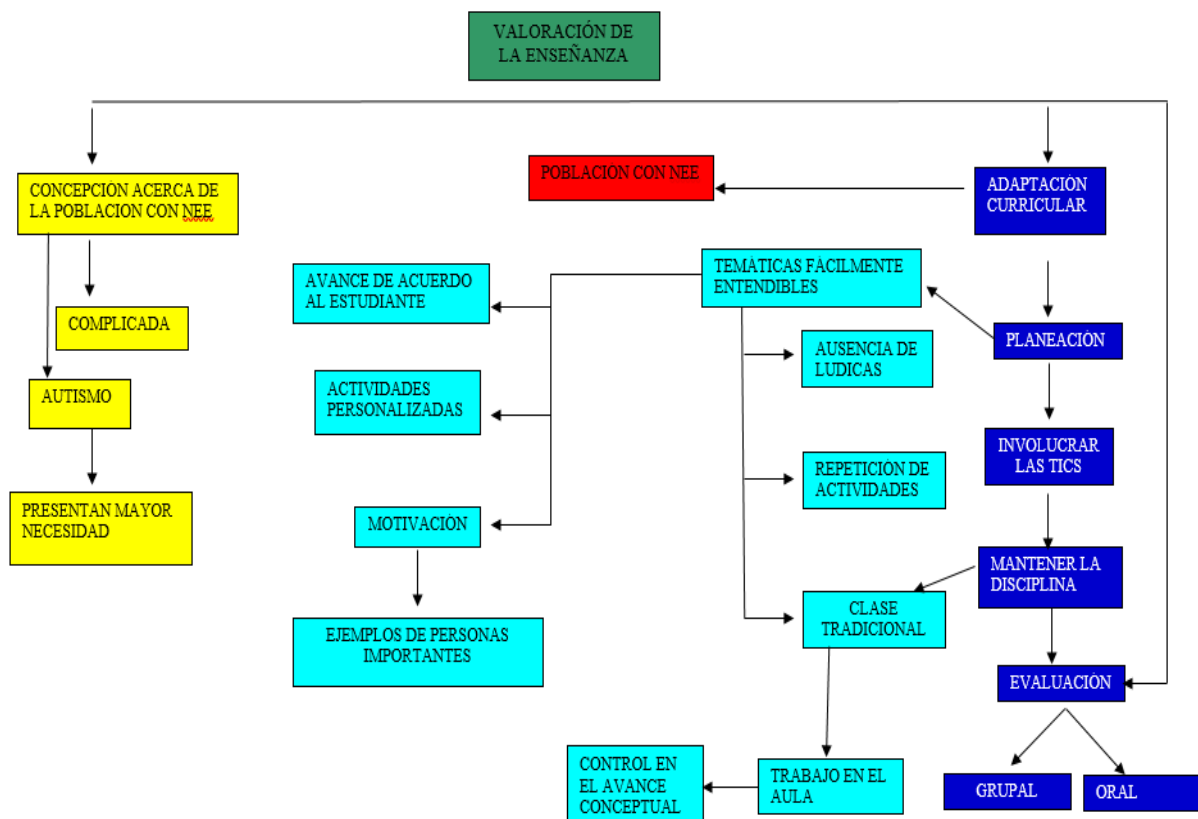 VALORACIÓN DE
LA ENSEÑANZA
POBLACIÓN CON NEE
CONCEPCIÓN ACERCA DE
LA POBLACION CON NEE
ADAPTACIÓN
CURRICULAR
TEMÀTICAS FÁCILMENTE
ENTENDIBLES
AVANCE DE ACUERDO
AL ESTUDIANTE
COMPLICADA
PLANEACIÓN
AUSENCIA DE
LUDICAS
AUTISMO
ACTIVIDADES
PERSONALIZADAS
INVOLUCRAR
LAS TICS
REPETICIÓN DE
ACTIVIDADES
PRESENTAN MAYOR
NECESIDAD
MOTIVACIÓN
MANTENER LA
DISCIPLINA
CLASE
TRADICIONAL
EJEMPLOS DE PERSONAS
IMPORTANTES
EVALUACIÓN
CONTROL EN
EL AVANCE
CONCEPTUAL
TRABAJO EN EL
AULA
GRUPAL
ORAL